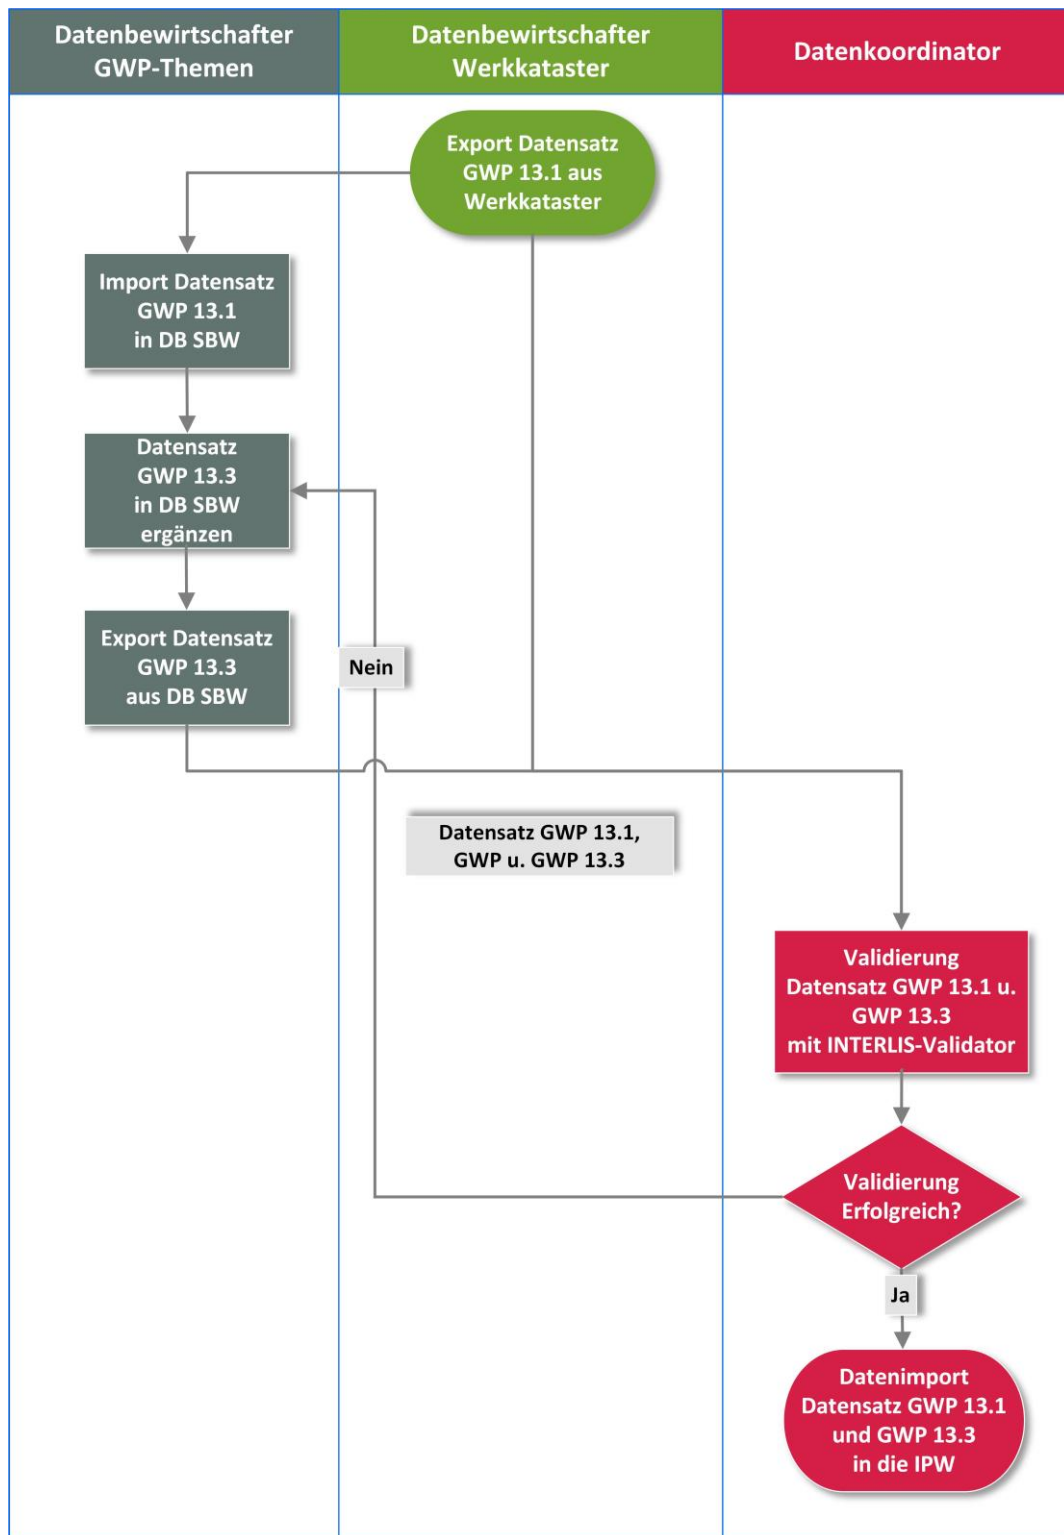 Datenbewirtschafter
GWP-Themen
Datenbewirtschafter
Werkkataster
Datenkoordinator
Export Datensatz
GWP 13.1 aus
Werkkataster
Import Datensatz
GWP 13.1
in DB SBW
Datensatz
GWP 13.3
in DB SBW
ergänzen
Export Datensatz
GWP 13.3
aus DB SBW
Nein
Datensatz GWP 13.1,
GWP u. GWP 13.3
Validierung
Datensatz GWP 13.1 u.
GWP 13.3
mit INTERLIS-Validator
Validierung
Erfolgreich?
Ja
Datenimport
Datensatz GWP 13.1
und GWP 13.3
in die IPW